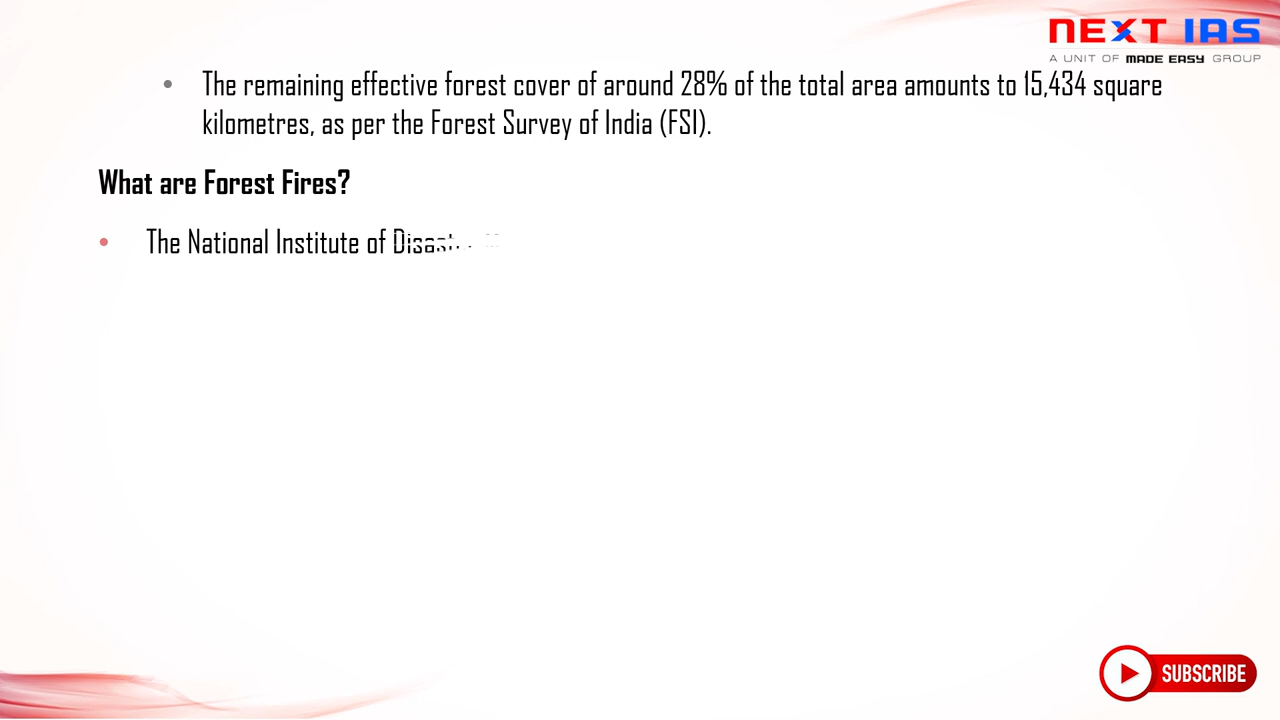 NEXT IAS
A UNIT OF MADE EASY GROUP
• The remaining effective forest cover of around 28% of the total area amounts to 15,434 square
kilometres, as per the Forest Survey of India (FSI).
What are Forest Fires?
• The National Institute of
SUBSCRIBE